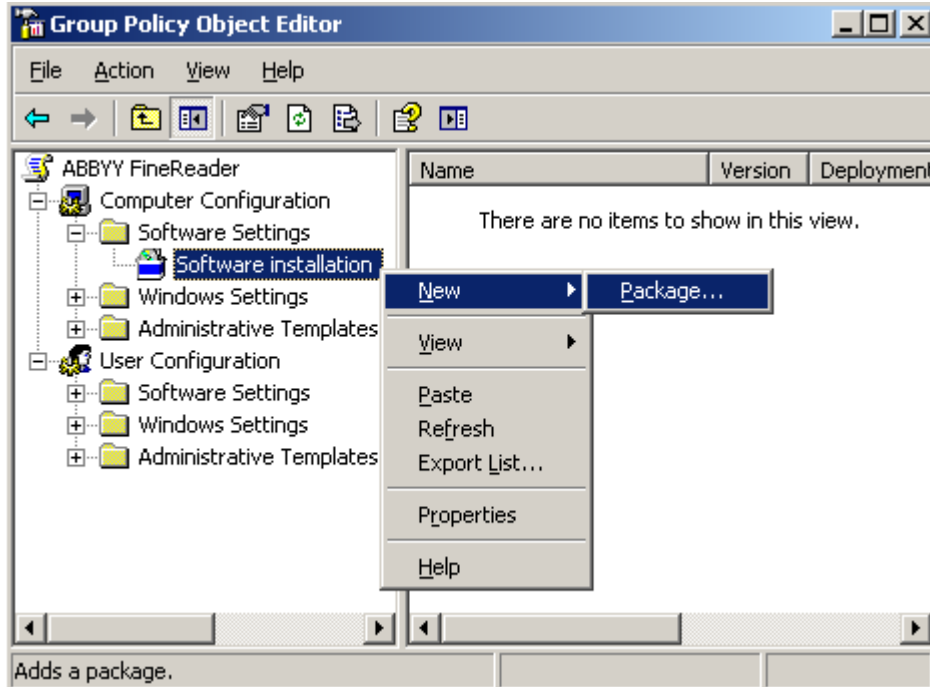 Group Policy Object Editor
File Action View Help
ABBYY FineReader
Computer Configuration
Software Settings
Software installation
Windows Settings
Administrative Templates
User Configuration
Software Settings
Windows Settings
Administrative Templates
Name Version Deployment
There are no items to show in this view.
New
Package...
View
Paste
Refresh
Export List...
Properties
Help
Adds a package.